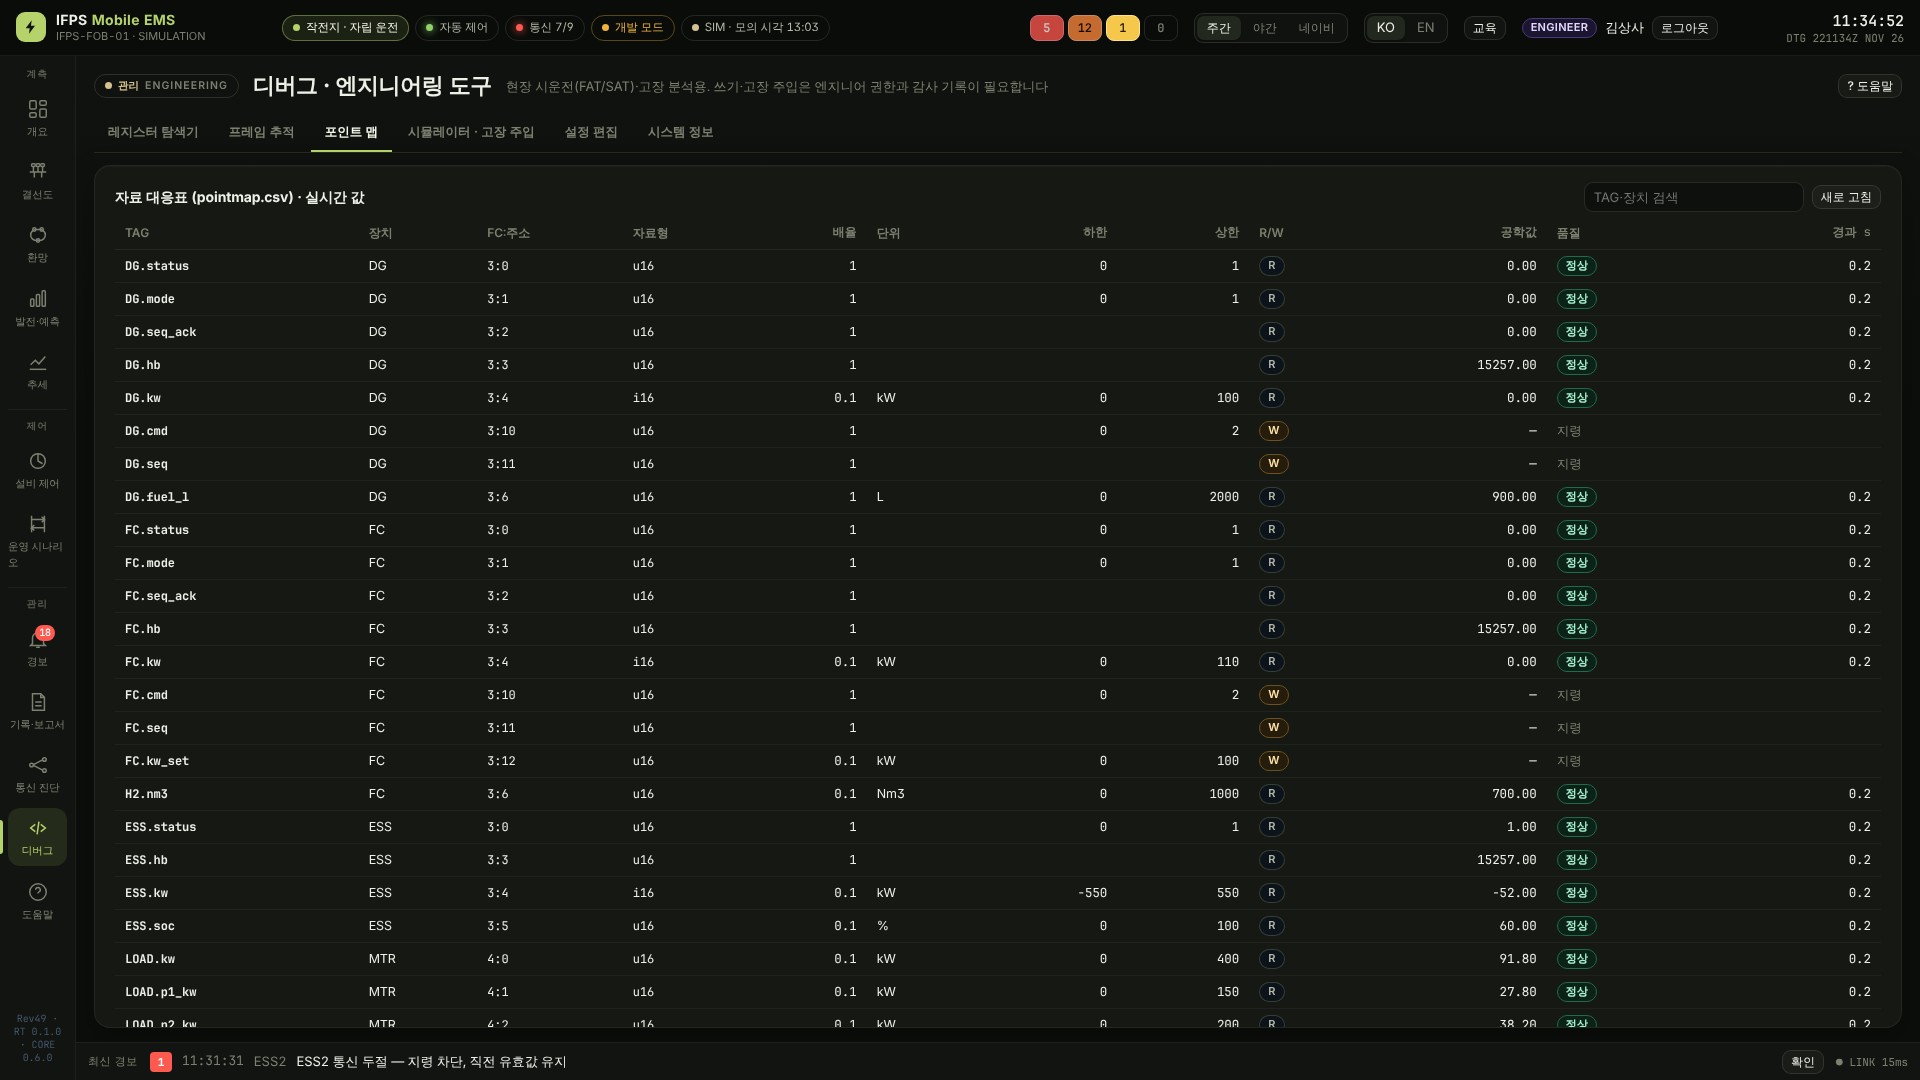 IFPS Mobile EMS
IFPS-FOB-01 · SIMULATION
작전지 · 자립 운전
자동 제어
통신 7/9
개발 모드
SIM · 모의 시각 13:03
5 12 1 0
주간 야간 네이비
KO EN
교육
ENGINEER 김상사 로그아웃
11:34:52
DTG 221134Z NOV 26
계측
개요
결선도
환망
발전·예측
추세
제어
설비 제어
운영 시나리
오
관리
18
경보
기록·보고서
통신 진단
디버그
도움말
Rev49 ·
RT 0.1.0
· CORE
0.6.0
관리 ENGINEERING
디버그 · 엔지니어링 도구
현장 시운전(FAT/SAT)·고장 분석용. 쓰기·고장 주입은 엔지니어 권한과 감사 기록이 필요합니다
? 도움말
레지스터 탐색기 프레임 추적 포인트 맵 시뮬레이터 · 고장 주입 설정 편집 시스템 정보
자료 대응표 (pointmap.csv) · 실시간 값
TAG·장치 검색
새로 고침
TAG 장치 FC:주소 자료형 배율 단위 하한 상한 R/W 공학값 품질 경과 s
DG.status DG 3:0 u16 1 0 1 R 0.00 정상 0.2
DG.mode DG 3:1 u16 1 0 1 R 0.00 정상 0.2
DG.seq_ack DG 3:2 u16 1 R 0.00 정상 0.2
DG.hb DG 3:3 u16 1 R 15257.00 정상 0.2
DG.kw DG 3:4 i16 0.1 kW 0 100 R 0.00 정상 0.2
DG.cmd DG 3:10 u16 1 0 2 W — 지령
DG.seq DG 3:11 u16 1 W — 지령
DG.fuel_l DG 3:6 u16 1 L 0 2000 R 900.00 정상 0.2
FC.status FC 3:0 u16 1 0 1 R 0.00 정상 0.2
FC.mode FC 3:1 u16 1 0 1 R 0.00 정상 0.2
FC.seq_ack FC 3:2 u16 1 R 0.00 정상 0.2
FC.hb FC 3:3 u16 1 R 15257.00 정상 0.2
FC.kw FC 3:4 i16 0.1 kW 0 110 R 0.00 정상 0.2
FC.cmd FC 3:10 u16 1 0 2 W — 지령
FC.seq FC 3:11 u16 1 W — 지령
FC.kw_set FC 3:12 u16 0.1 kW 0 100 W — 지령
H2.nm3 FC 3:6 u16 0.1 Nm3 0 1000 R 700.00 정상 0.2
ESS.status ESS 3:0 u16 1 0 1 R 1.00 정상 0.2
ESS.hb ESS 3:3 u16 1 R 15257.00 정상 0.2
ESS.kw ESS 3:4 i16 0.1 kW -550 550 R -52.00 정상 0.2
ESS.soc ESS 3:5 u16 0.1 % 0 100 R 60.00 정상 0.2
LOAD.kw MTR 4:0 u16 0.1 kW 0 400 R 91.80 정상 0.2
LOAD.p1_kw MTR 4:1 u16 0.1 kW 0 150 R 27.80 정상 0.2
LOAD.p2_kw MTR 4:2 u16 0.1 kW 0 200 R 38.20 정상 0.2
최신 경보 1 11:31:31 ESS2 ESS2 통신 두절 — 지령 차단, 직전 유효값 유지
확인
LINK 15ms